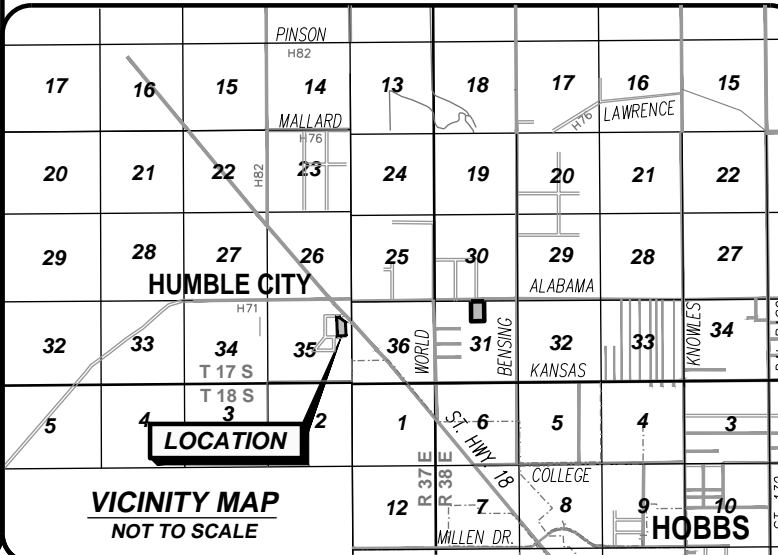 PINSON
H82
17 16 15 14 13 18 17 16 15
LAWRENCE
H76
MALLARD
H76
20 21 22 23 24 19 20 21 22
H82
29 28 27 26 25 30 29 28 27
HUMBLE CITY
ALABAMA
H71
32 33 34 35 36 31 32 33 34
WORLD
BENSING
KNOWLES
KANSAS
T 17 S
T 18 S
5 4 3 2 1 6 5 4 3
LOCATION
ST. HWY. 18
R 37 E
R 38 E
COLLEGE
12 7 8 9 10
VICINITY MAP
NOT TO SCALE
MILLEN DR.
HOBBS